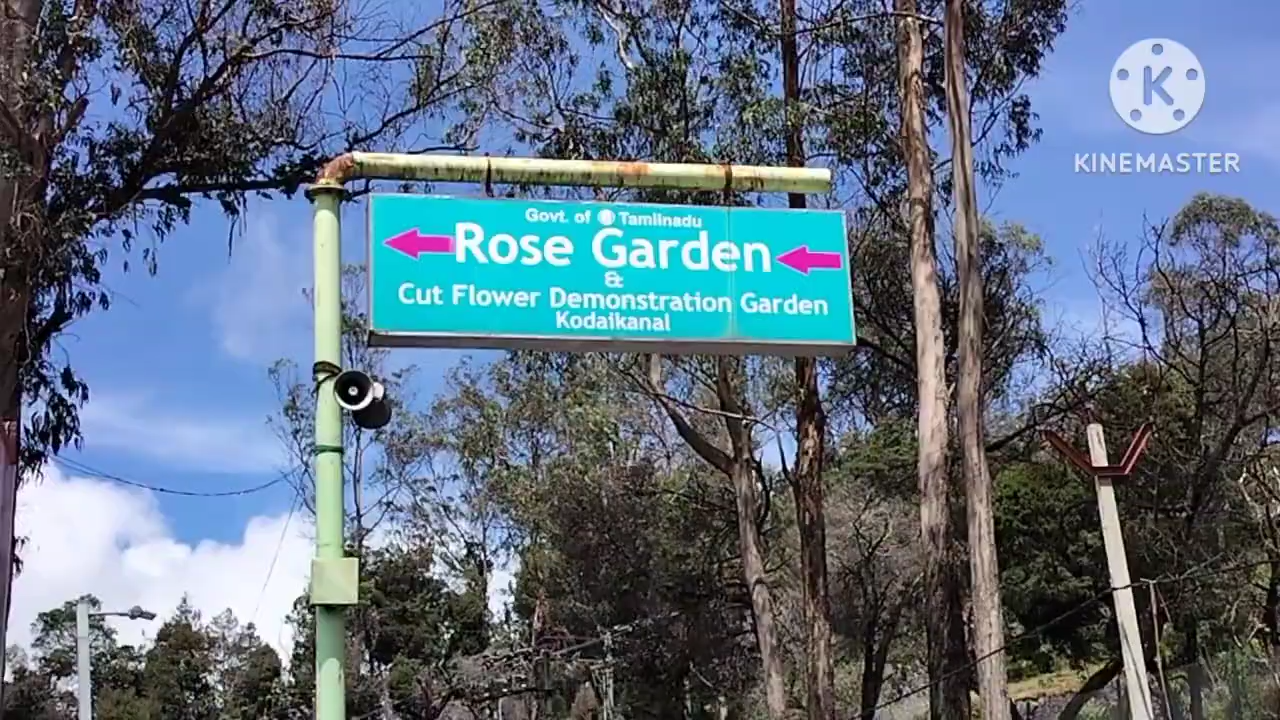 Govt. of Tamilnadu
Rose Garden
&
Cut Flower Demonstration Garden
Kodaikanal
K
KINEMASTER